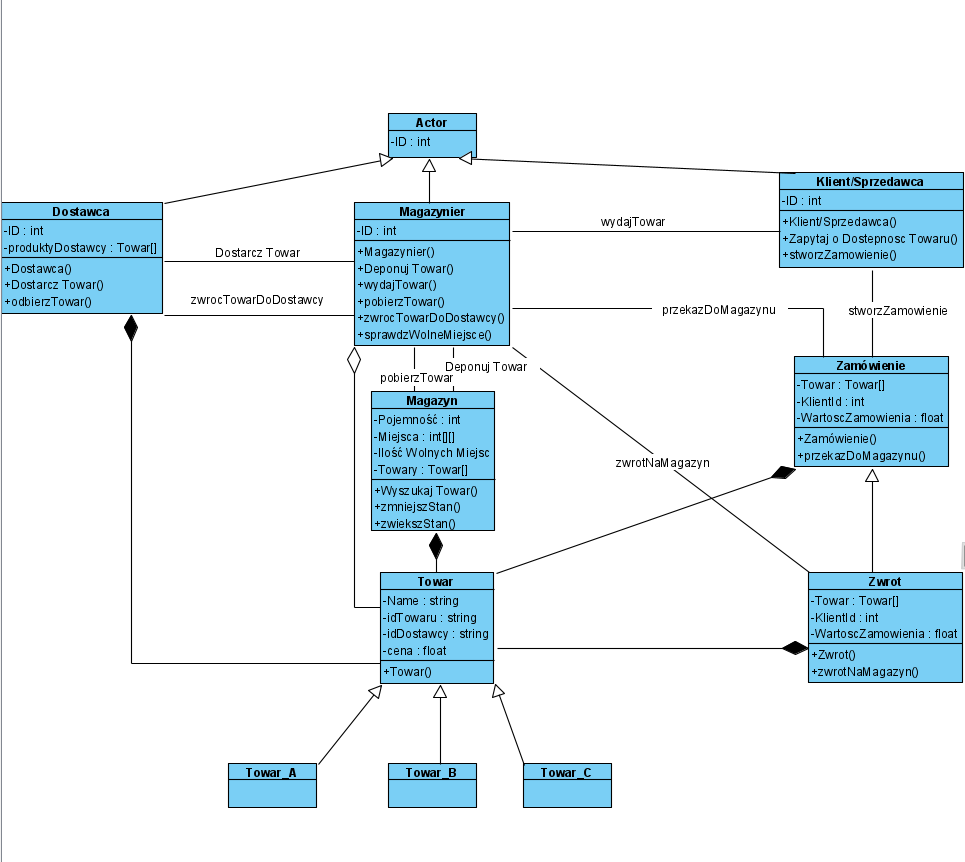 Actor
-ID : int
Dostawca
-ID : int
-produktyDostawcy : Towar[]
+Dostawca()
+Dostarcz Towar()
+odbierzTowar()
Dostarcz Towar
zwrocTowarDoDostawcy
Magazynier
-ID : int
+Magazynier()
+Deponuj Towar()
+wydajTowar()
+pobierzTowar()
+zwrocTowarDoDostawcy()
+sprawdzWolneMiejsce()
wydajTowar
Klient/Sprzedawca
-ID : int
+Klient/Sprzedawca()
+Zapytaj o Dostepnosc Towaru()
+stworzZamowienie()
przekazDoMagazynu
stworzZamowienie
pobierzTowar
Deponuj Towar
Magazyn
-Pojemność : int
-Miejsca : int[][]
-Ilość Wolnych Miejsc
-Towary : Towar[]
+Wyszukaj Towar()
+zmniejszStan()
+zwiekszStan()
Zamówienie
-Towar : Towar[]
-KlientId : int
-WartoscZamowienia : float
+Zamówienie()
+przekazDoMagazynu()
zwrotNaMagazyn
Towar
-Name : string
-idTowaru : string
-idDostawcy : string
-cena : float
+Towar()
Zwrot
-Towar : Towar[]
-KlientId : int
-WartoscZamowienia : float
+Zwrot()
+zwrotNaMagazyn()
Towar_A
Towar_B
Towar_C